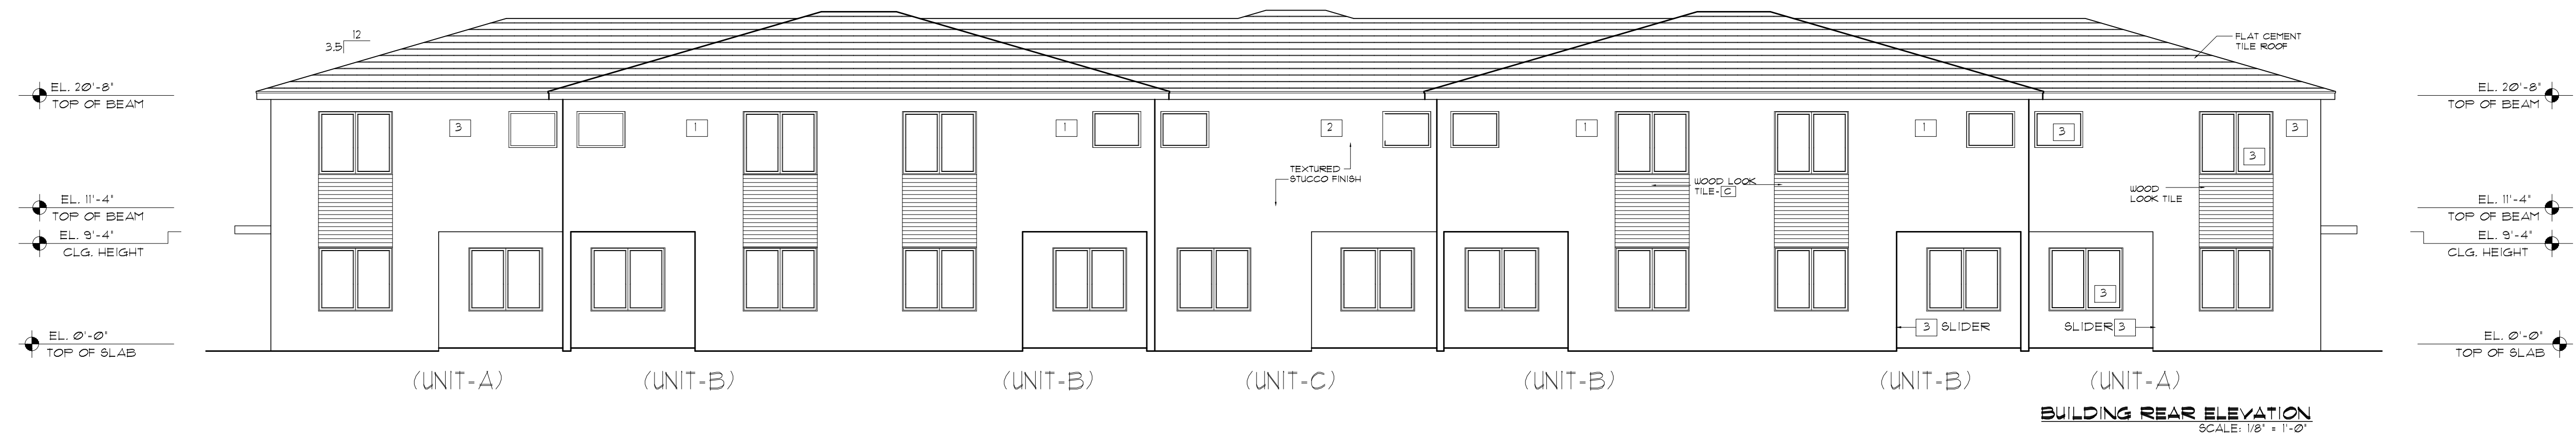 12
3.5
FLAT CEMENT
TILE ROOF
EL. 20'-8"
TOP OF BEAM
EL. 20'-8"
TOP OF BEAM
3
1
1
2
1
1
3
3
3
TEXTURED
STUCCO FINISH
WOOD LOOK
TILE-C
WOOD
LOOK TILE
EL. 11'-4"
TOP OF BEAM
EL. 11'-4"
TOP OF BEAM
EL. 9'-4"
CLG. HEIGHT
EL. 9'-4"
CLG. HEIGHT
3
3 SLIDER
SLIDER 3
EL. 0'-0"
TOP OF SLAB
EL. 0'-0"
TOP OF SLAB
(UNIT-A)
(UNIT-B)
(UNIT-B)
(UNIT-C)
(UNIT-B)
(UNIT-B)
(UNIT-A)
BUILDING REAR ELEVATION
SCALE: 1/8" = 1'-0"